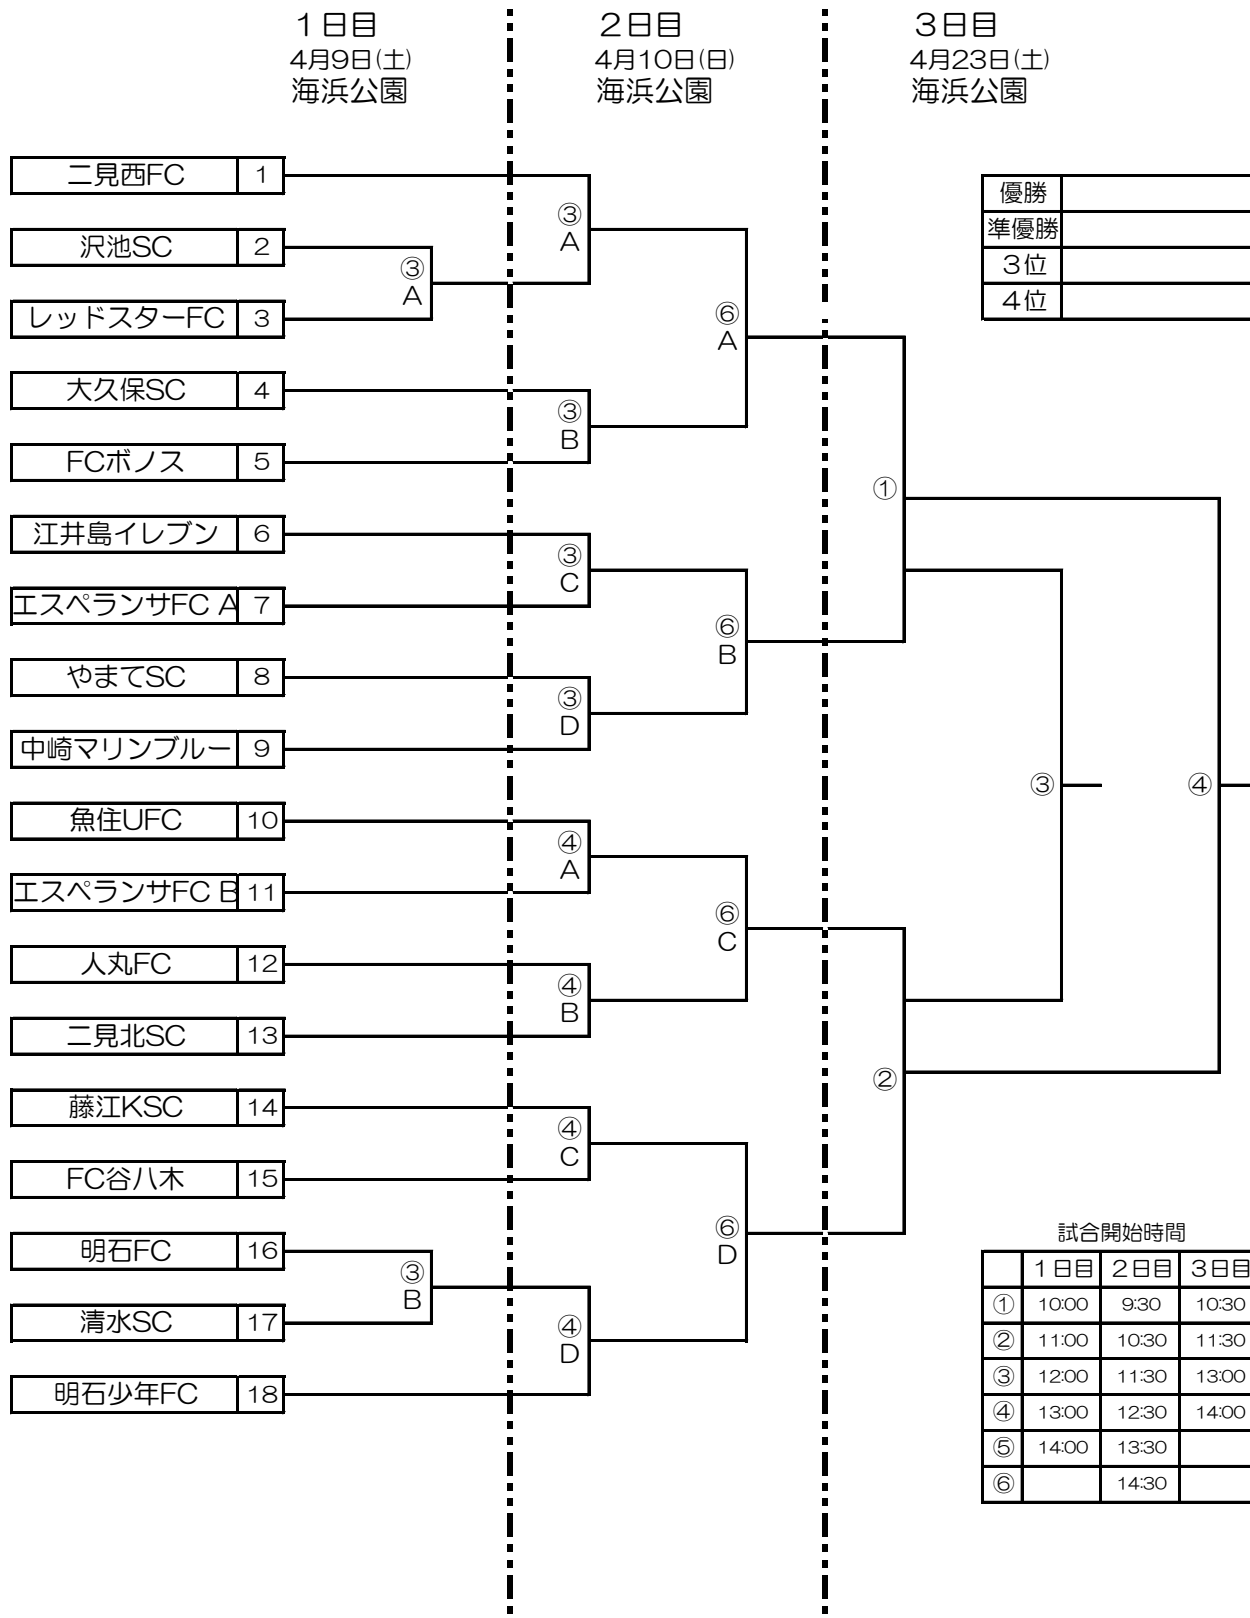 １日目
4月9日(土)
海浜公園
２日目
4月10日(日)
海浜公園
３日目
4月23日(土)
海浜公園
二見西FC 1
沢池SC 2
レッドスターFC 3
大久保SC 4
FCボノス 5
江井島イレブン 6
エスペランサFC A 7
やまてSC 8
中崎マリンブルー 9
魚住UFC 10
エスペランサFC B 11
人丸FC 12
二見北SC 13
藤江KSC 14
FC谷八木 15
明石FC 16
清水SC 17
明石少年FC 18
③
A
③
B
③
A
③
B
③
C
③
D
④
A
④
B
④
C
④
D
⑥
A
⑥
B
⑥
C
⑥
D
①
②
③
④
優勝
準優勝
３位
４位
試合開始時間
１日目 ２日目 ３日目
① 10:00 9:30 10:30
② 11:00 10:30 11:30
③ 12:00 11:30 13:00
④ 13:00 12:30 14:00
⑤ 14:00 13:30
⑥ 14:30